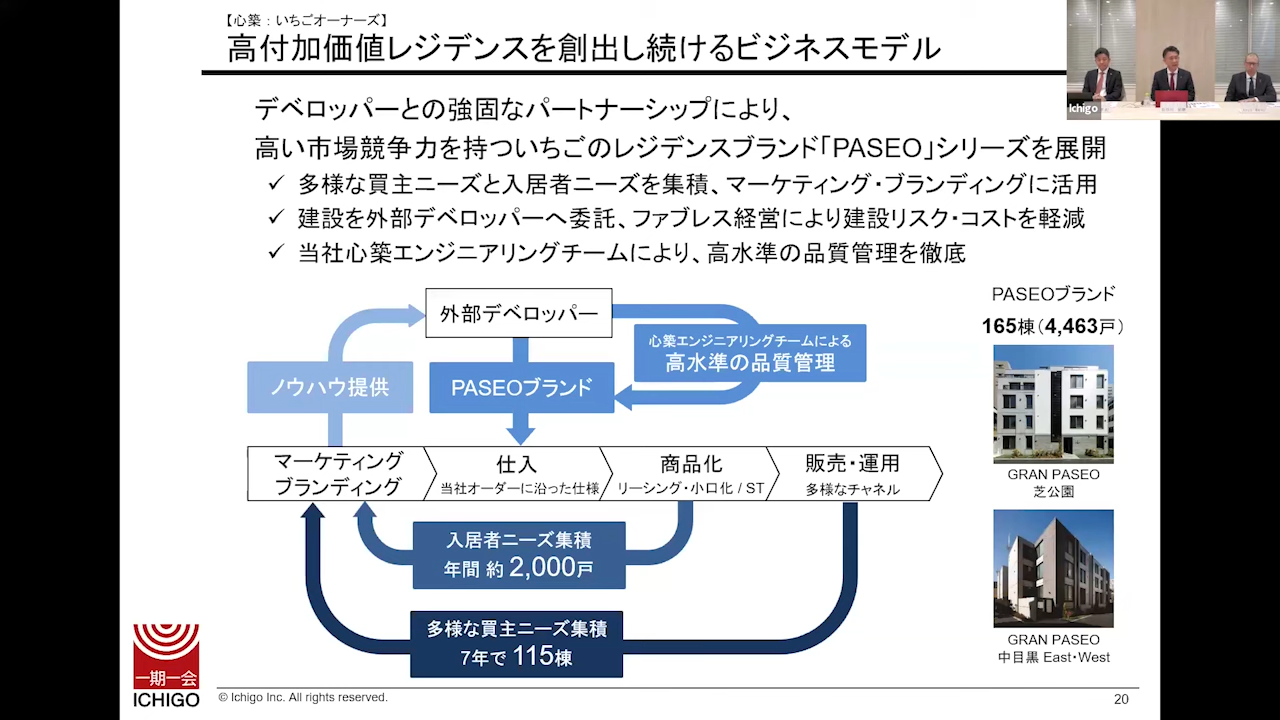 【心築：いちごオーナーズ】
高付加価値レジデンスを創出し続けるビジネスモデル
Ichigo
デベロッパーとの強固なパートナーシップにより、
高い市場競争力を持ついちごのレジデンスブランド「PASEO」シリーズを展開
✓ 多様な買主ニーズと入居者ニーズを集積、マーケティング・ブランディングに活用
✓ 建設を外部デベロッパーへ委託、ファブレス経営により建設リスク・コストを軽減
✓ 当社心築エンジニアリングチームにより、高水準の品質管理を徹底
外部デベロッパー
心築エンジニアリングチームによる
高水準の品質管理
ノウハウ提供
PASEOブランド
マーケティング
ブランディング
仕入
当社オーダーに沿った仕様
商品化
リーシング・小口化 / ST
販売・運用
多様なチャネル
入居者ニーズ集積
年間 約 2,000戸
多様な買主ニーズ集積
7年で 115棟
PASEOブランド
165棟（4,463戸）
GRAN PASEO
芝公園
GRAN PASEO
中目黒 East・West
一期一会
ICHIGO
© Ichigo Inc. All rights reserved.
20